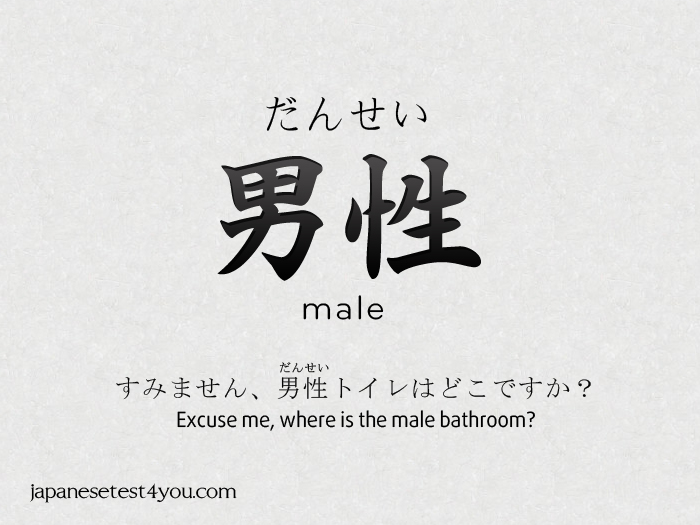 だんせい
男性
male
だんせい
すみません、男性トイレはどこですか？
Excuse me, where is the male bathroom?
japanesetest4you.com